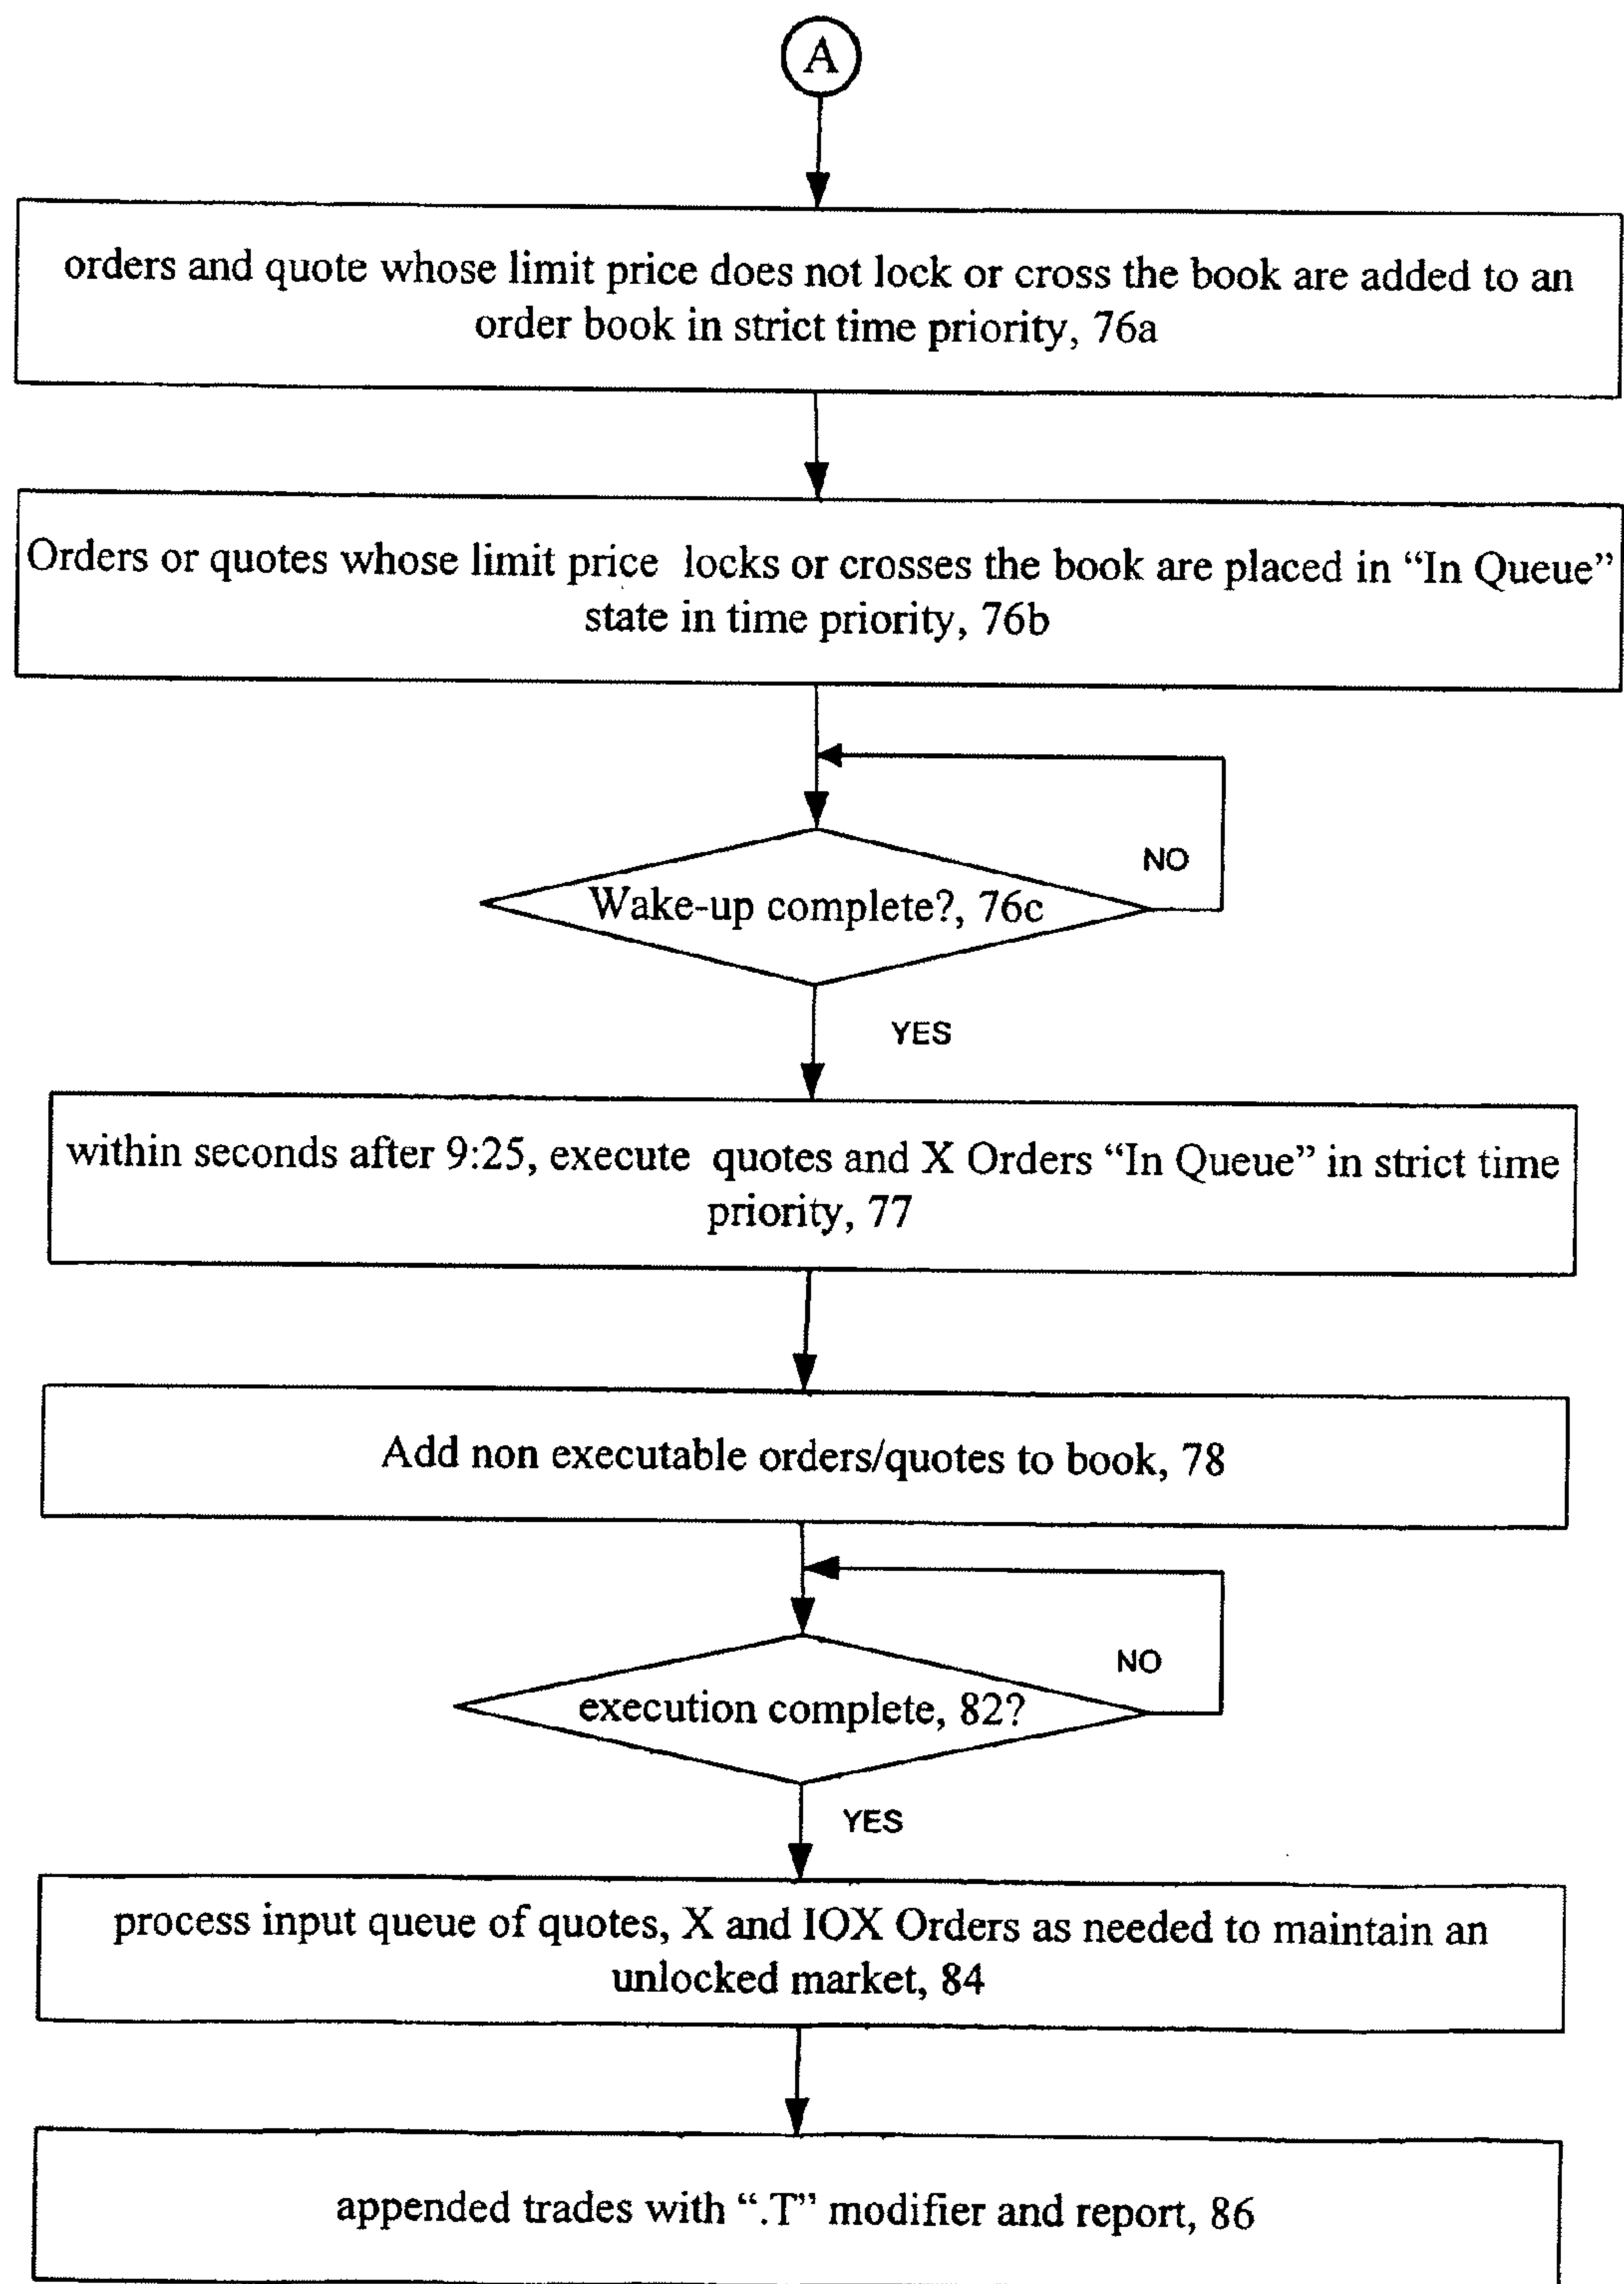 A
orders and quote whose limit price does not lock or cross the book are added to an
order book in strict time priority, 76a
Orders or quotes whose limit price locks or crosses the book are placed in “In Queue”
state in time priority, 76b
NO
Wake-up complete?, 76c
YES
within seconds after 9:25, execute quotes and X Orders “In Queue” in strict time
priority, 77
Add non executable orders/quotes to book, 78
NO
execution complete, 82?
YES
process input queue of quotes, X and IOX Orders as needed to maintain an
unlocked market, 84
appended trades with “.T” modifier and report, 86